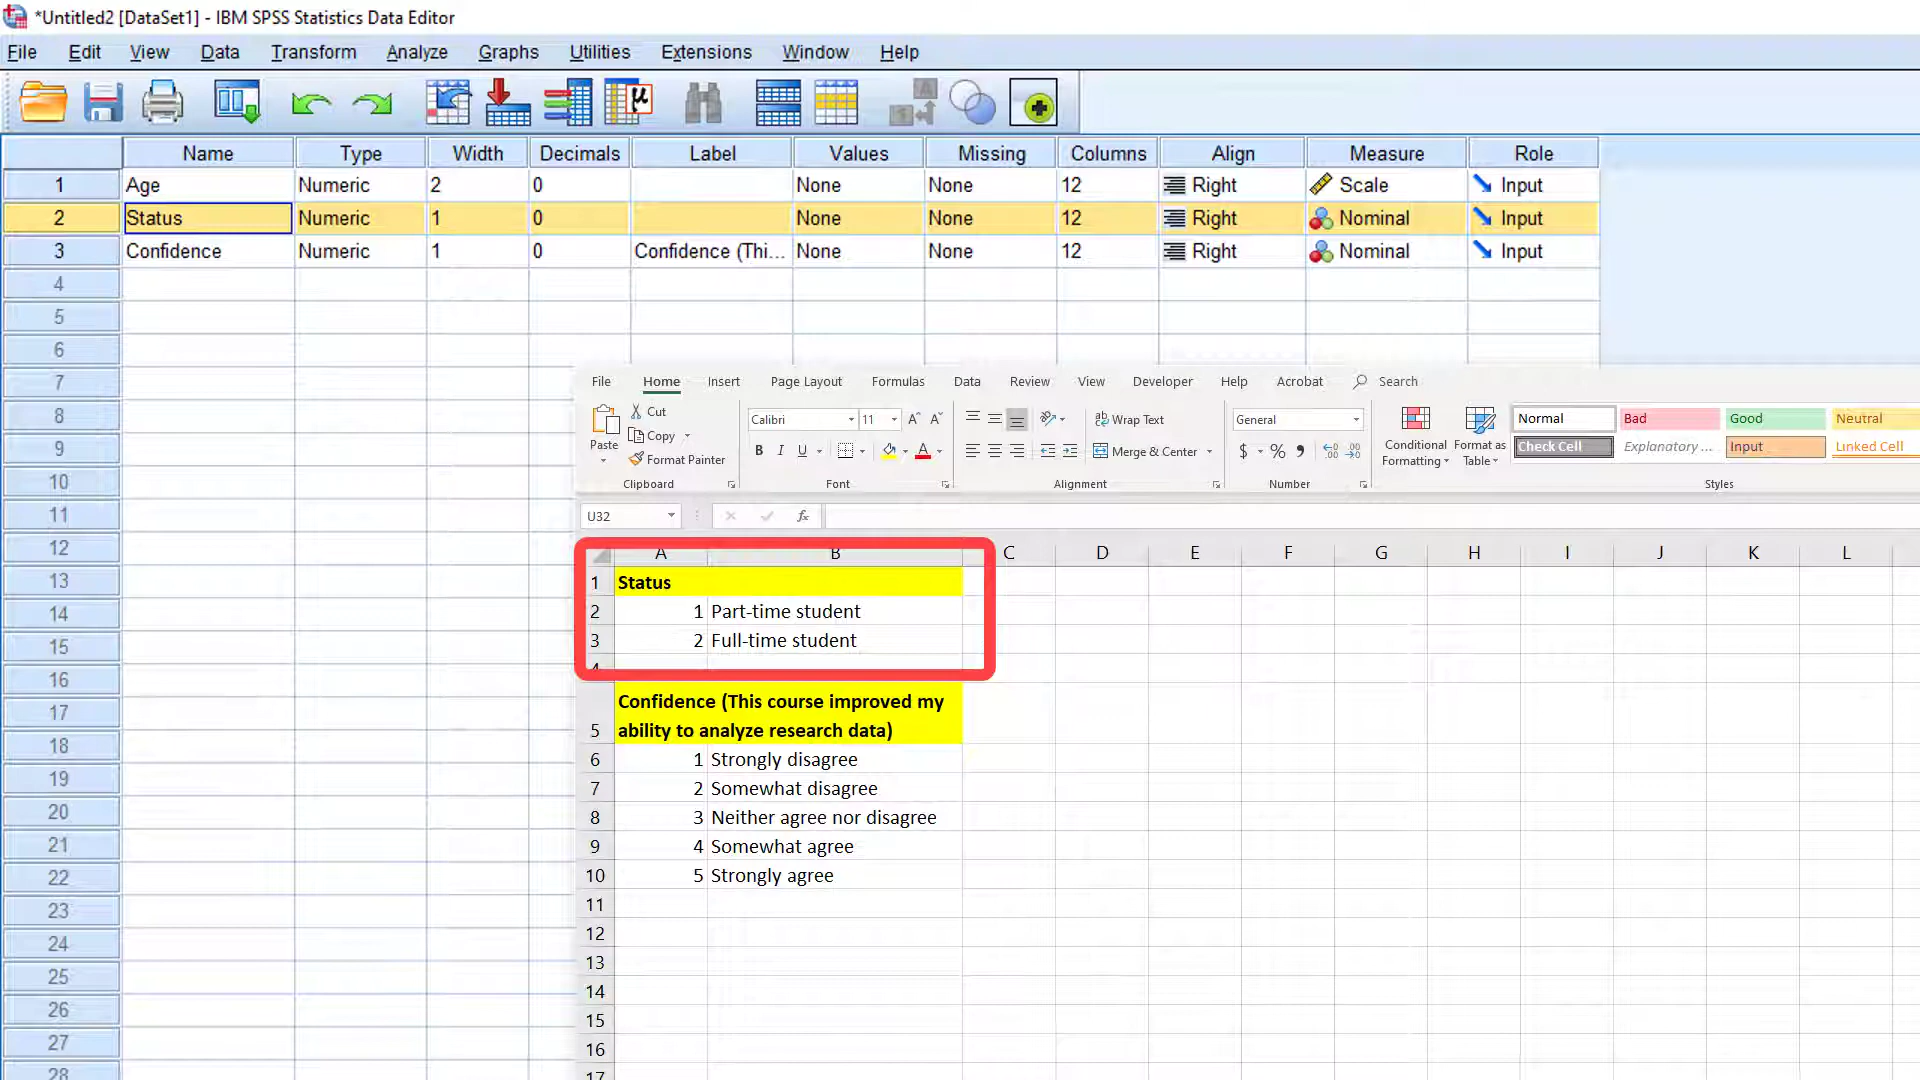 *Untitled2 [DataSet1] - IBM SPSS Statistics Data Editor
File Edit View Data Transform Analyze Graphs Utilities Extensions Window Help
Name Type Width Decimals Label Values Missing Columns Align Measure Role
1 Age Numeric 2 0 None None 12 Right Scale Input
2 Status Numeric 1 0 None None 12 Right Nominal Input
3 Confidence Numeric 1 0 Confidence (Thi... None None 12 Right Nominal Input
4
5
6
7
8
9
10
11
12
13
14
15
16
17
18
19
20
21
22
23
24
25
26
27
28
File Home Insert Page Layout Formulas Data Review View Developer Help Acrobat Search
Paste
Cut
Copy
Format Painter
Clipboard
Calibri 11
B I U
Font
Wrap Text
Merge & Center
Alignment
General
$ % 9
Number
Conditional Formatting
Format as Table
Normal Bad Good Neutral
Check Cell Explanatory ... Input Linked Cell
Styles
U32 fx
A B C D E F G H I J K L
1 Status
2 1 Part-time student
3 2 Full-time student
4
Confidence (This course improved my
5 ability to analyze research data)
6 1 Strongly disagree
7 2 Somewhat disagree
8 3 Neither agree nor disagree
9 4 Somewhat agree
10 5 Strongly agree
11
12
13
14
15
16
17